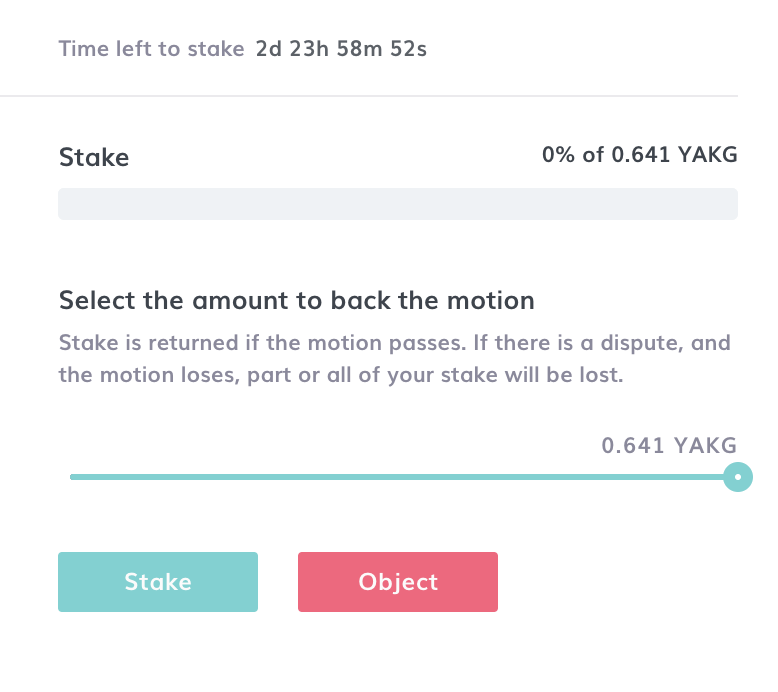 Time left to stake 2d 23h 58m 52s
Stake 0% of 0.641 YAKG
Select the amount to back the motion
Stake is returned if the motion passes. If there is a dispute, and
the motion loses, part or all of your stake will be lost.
0.641 YAKG
Stake Object